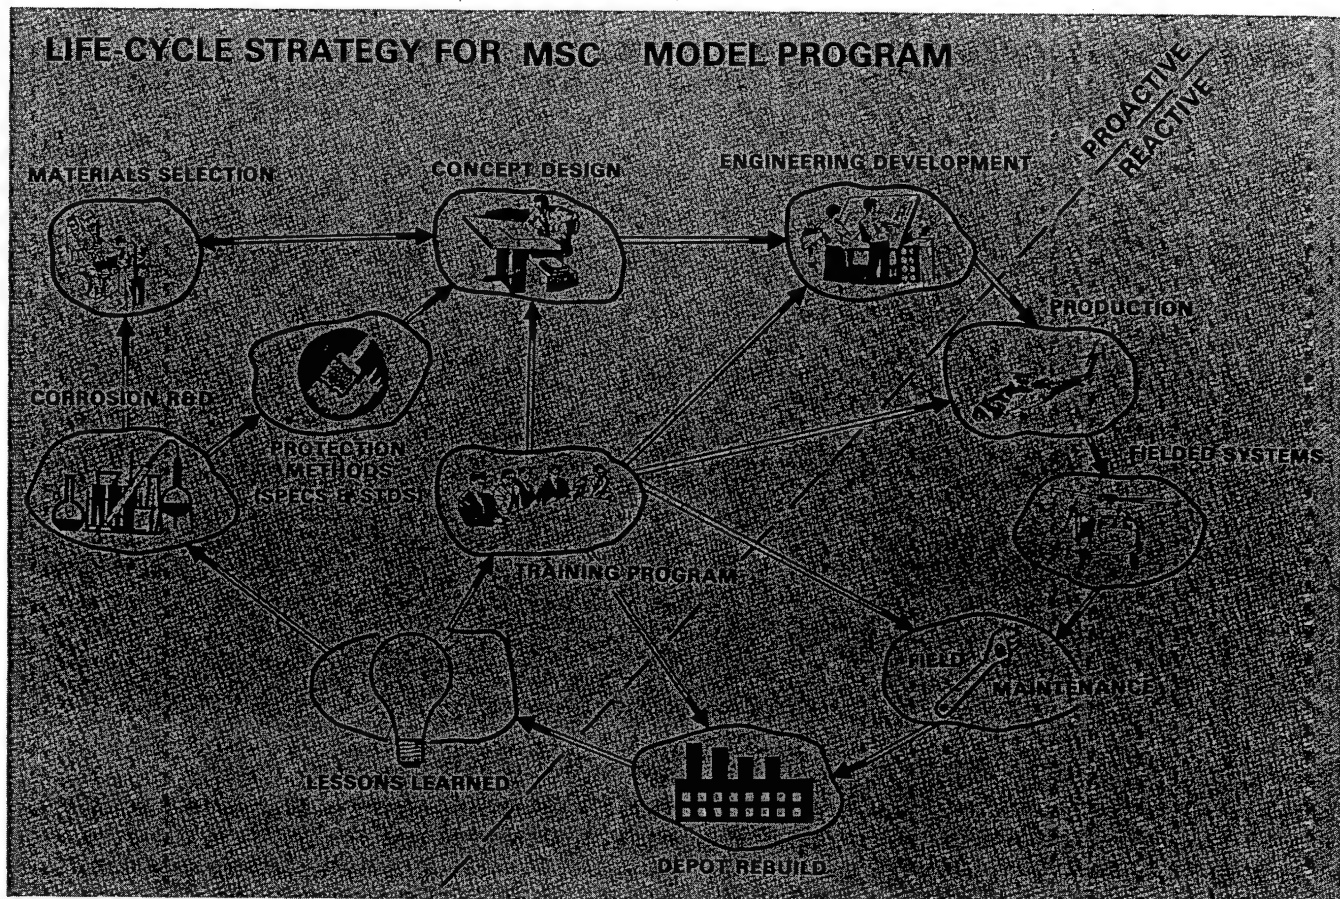 LIFE-CYCLE STRATEGY FOR MSC MODEL PROGRAM
PROACTIVE
REACTIVE
MATERIALS SELECTION
CONCEPT DESIGN
ENGINEERING DEVELOPMENT
PRODUCTION
CORROSION R&D
PROTECTION
METHODS
(SPECS & STDS)
FIELDED SYSTEMS
TRAINING PROGRAM
FIELD
MAINTENANCE
LESSONS LEARNED
DEPOT REBUILD